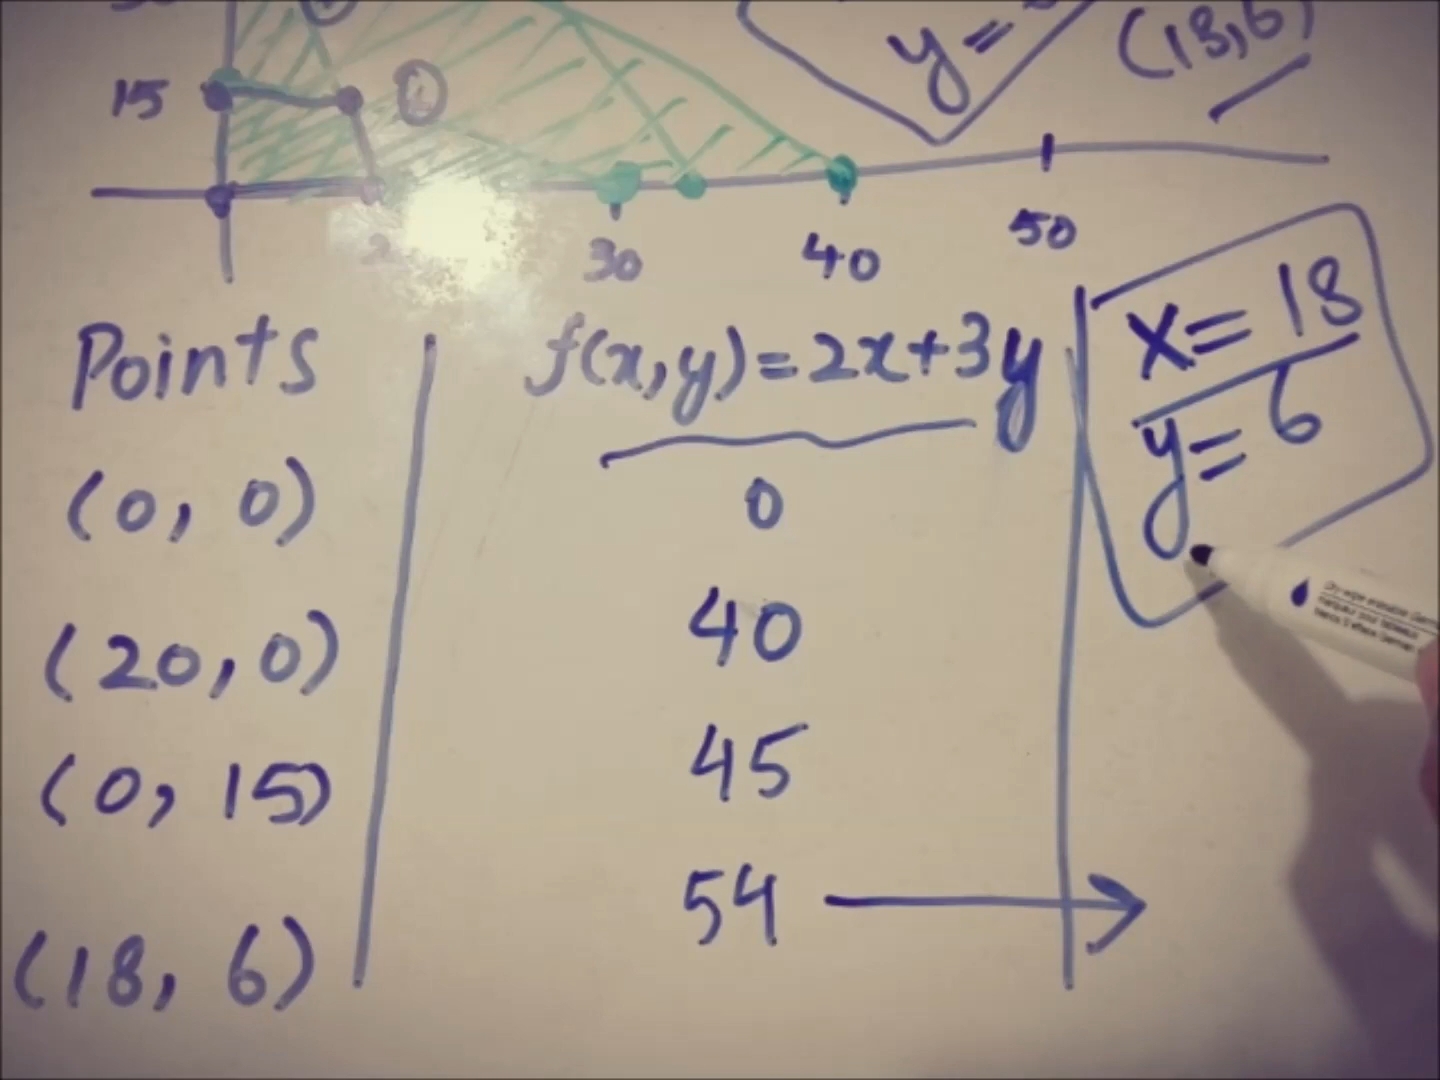 15
y=
(18,6)
30
40
50
Points
f(x,y)=2x+3y
x=18
y=6
(0, 0)
0
(20,0)
40
(0, 15)
45
(18, 6)
54